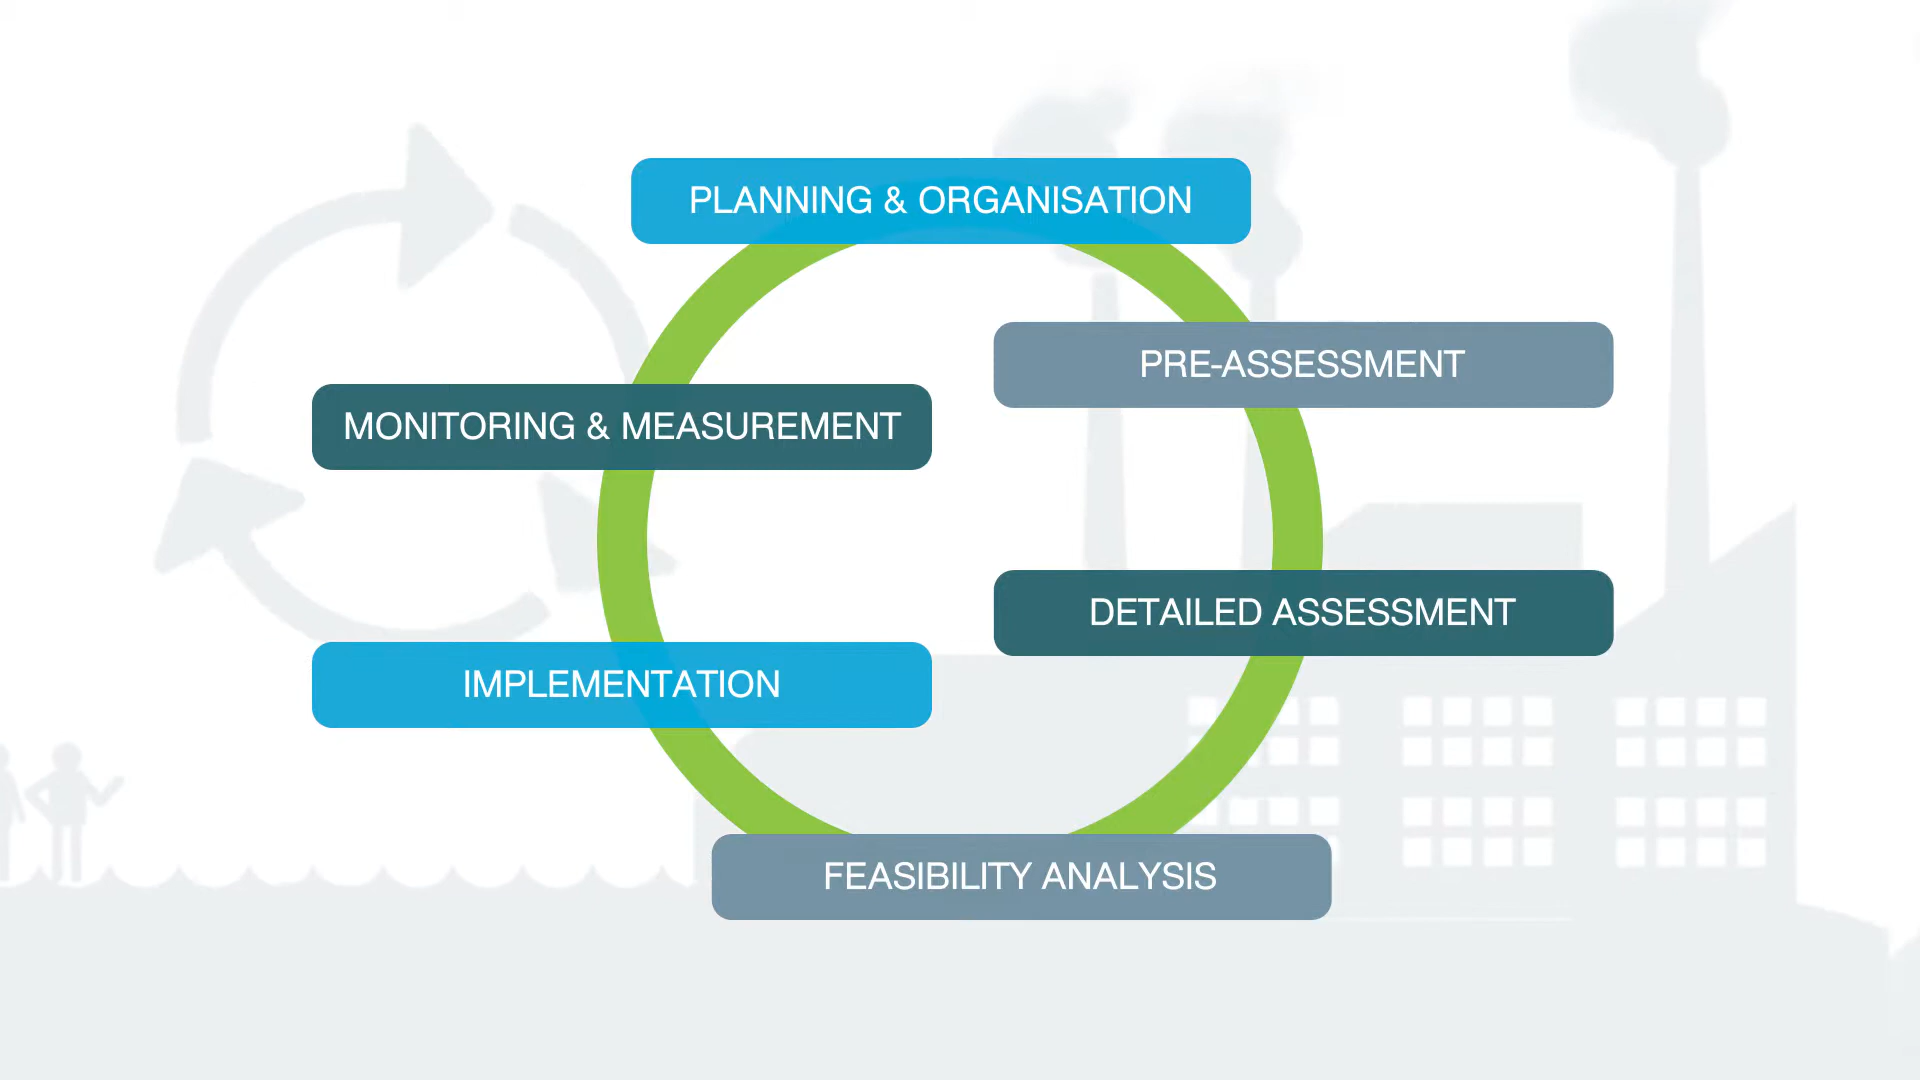 PLANNING & ORGANISATION
PRE-ASSESSMENT
MONITORING & MEASUREMENT
DETAILED ASSESSMENT
IMPLEMENTATION
FEASIBILITY ANALYSIS